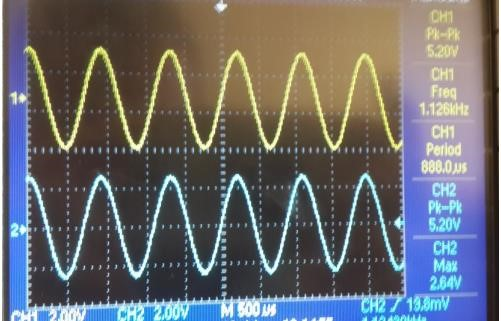 CH1
Pk-Pk
5.20V
CH1
Freq
1.126kHz
1
CH1
Period
888.0us
CH2
Pk-Pk
5.20V
2
CH2
Max
2.64V
CH1 2.00V CH2 2.00V M 500us CH2 19.8mV